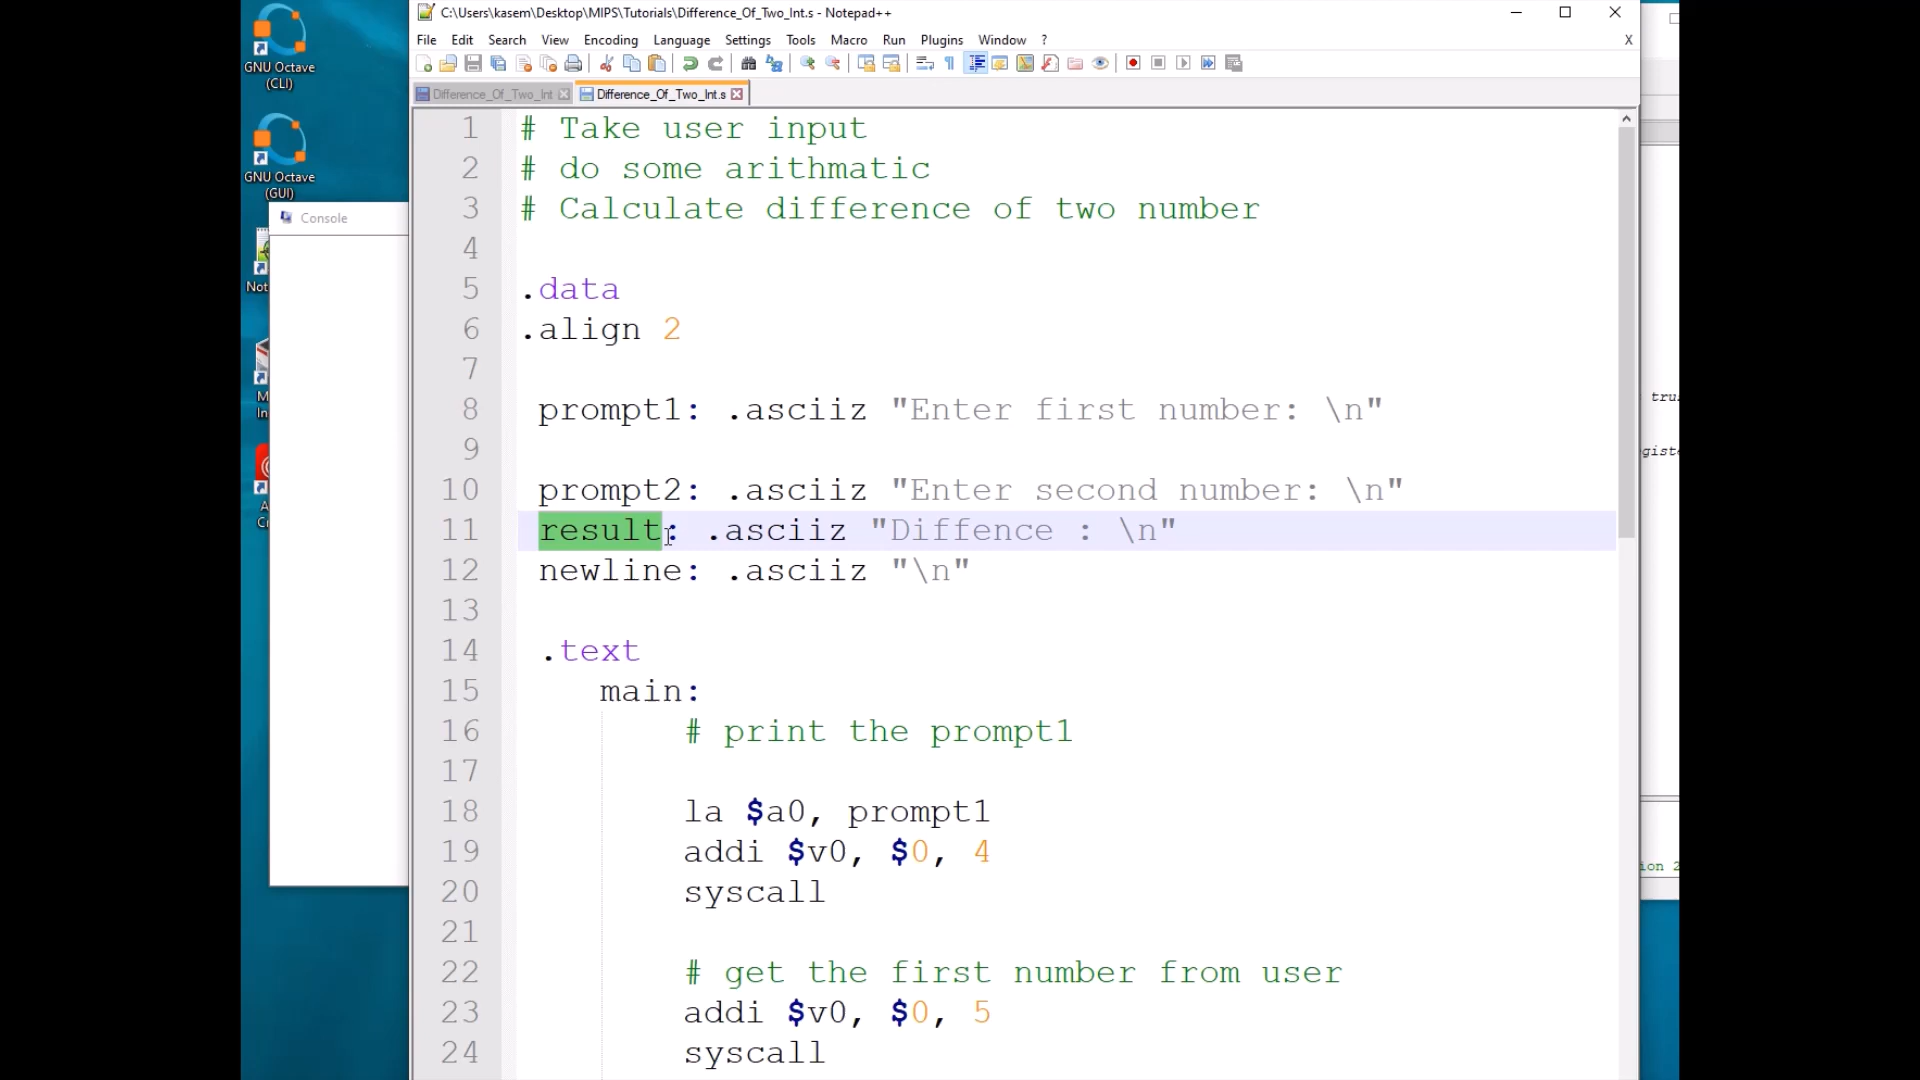 C:\Users\kasem\Desktop\MIPS\Tutorials\Difference_Of_Two_Int.s - Notepad++
File Edit Search View Encoding Language Settings Tools Macro Run Plugins Window ? X
Difference_Of_Two_Int Difference_Of_Two_Int.s
GNU Octave
(CLI)
GNU Octave
(GUI)
Console
1 # Take user input
2 # do some arithmatic
3 # Calculate difference of two number
4
5 .data
6 .align 2
7
8 prompt1: .asciiz "Enter first number: \n"
9
10 prompt2: .asciiz "Enter second number: \n"
11 result: .asciiz "Diffence : \n"
12 newline: .asciiz "\n"
13
14 .text
15 main:
16 # print the prompt1
17
18 la $a0, prompt1
19 addi $v0, $0, 4
20 syscall
21
22 # get the first number from user
23 addi $v0, $0, 5
24 syscall